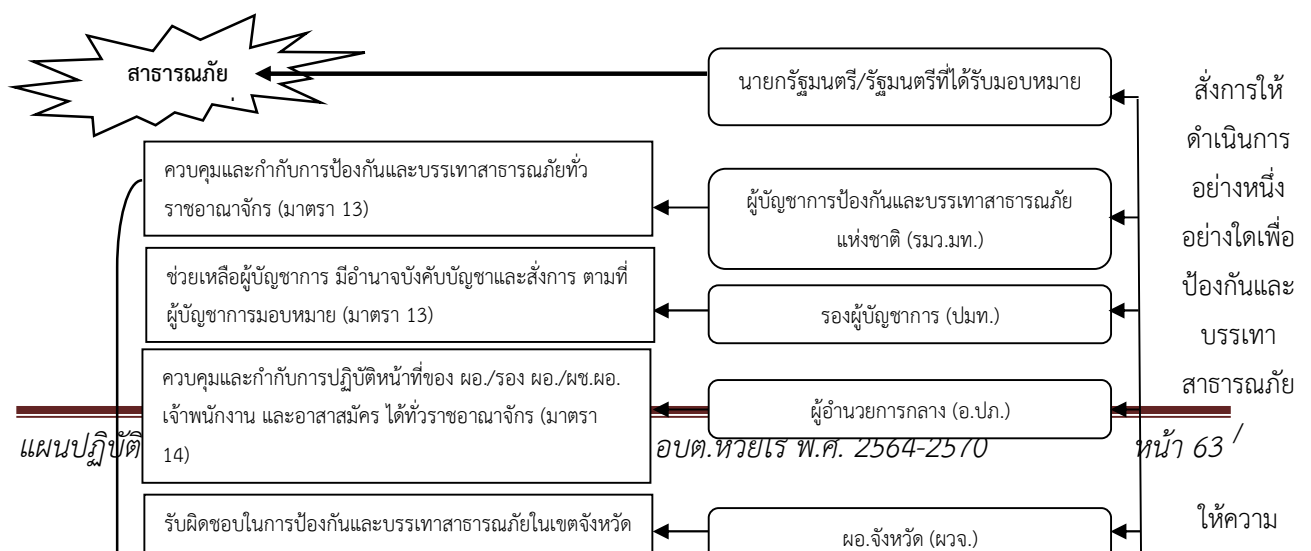 สาธารณภัย
นายกรัฐมนตรี/รัฐมนตรีที่ได้รับมอบหมาย
ควบคุมและกำกับการป้องกันและบรรเทาสาธารณภัยทั่ว
ราชอาณาจักร (มาตรา 13)
ผู้บัญชาการป้องกันและบรรเทาสาธารณภัย
แห่งชาติ (รมว.มท.)
ช่วยเหลือผู้บัญชาการ มีอำนาจบังคับบัญชาและสั่งการ ตามที่
ผู้บัญชาการมอบหมาย (มาตรา 13)
รองผู้บัญชาการ (ปมท.)
ควบคุมและกำกับการปฏิบัติหน้าที่ของ ผอ./รอง ผอ./ผช.ผอ.
เจ้าพนักงาน และอาสาสมัคร ได้ทั่วราชอาณาจักร (มาตรา
14)
ผู้อำนวยการกลาง (อ.ปภ.)
รับผิดชอบในการป้องกันและบรรเทาสาธารณภัยในเขตจังหวัด
ผอ.จังหวัด (ผวจ.)
สั่งการให้
ดำเนินการ
อย่างหนึ่ง
อย่างใดเพื่อ
ป้องกันและ
บรรเทา
สาธารณภัย
/
ให้ความ
แผนปฏิบัติ อบต.ห้วยไร่ พ.ศ. 2564-2570 หน้า 63